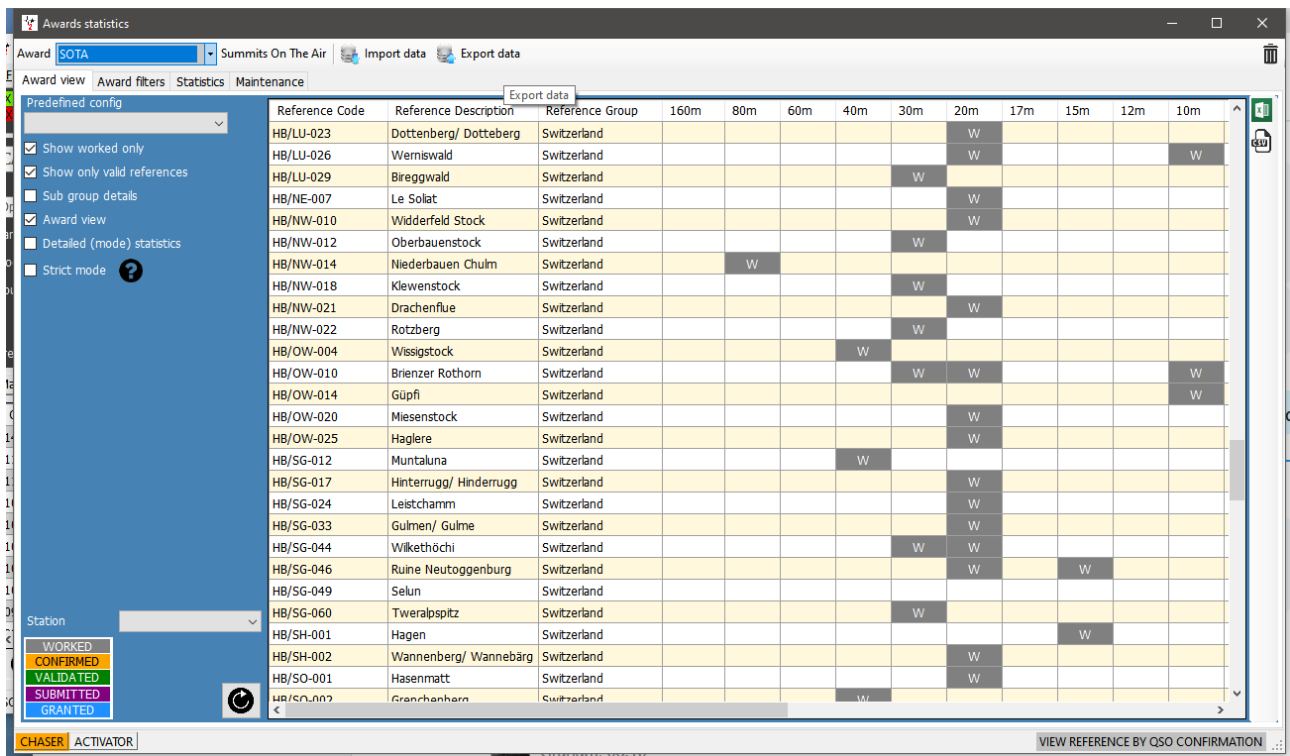 Awards statistics
Award SOTA Summits On The Air Import data Export data
Award view Award filters Statistics Maintenance
Export data
Predefined config
Show worked only
Show only valid references
Sub group details
Award view
Detailed (mode) statistics
Strict mode ?
Station
WORKED
CONFIRMED
VALIDATED
SUBMITTED
GRANTED
Reference Code Reference Description Reference Group 160m 80m 60m 40m 30m 20m 17m 15m 12m 10m
HB/LU-023 Dottenberg/ Dotteberg Switzerland W
HB/LU-026 Werniswald Switzerland W W
HB/LU-029 Bireggwald Switzerland W
HB/NE-007 Le Soliat Switzerland W
HB/NW-010 Widderfeld Stock Switzerland W
HB/NW-012 Oberbauenstock Switzerland W
HB/NW-014 Niederbauen Chulm Switzerland W
HB/NW-018 Klewenstock Switzerland W
HB/NW-021 Drachenflue Switzerland W
HB/NW-022 Rotzberg Switzerland W
HB/OW-004 Wissigstock Switzerland W
HB/OW-010 Brienzer Rothorn Switzerland W W W
HB/OW-014 Güpfi Switzerland W
HB/OW-020 Miesenstock Switzerland W
HB/OW-025 Haglere Switzerland W
HB/SG-012 Muntaluna Switzerland W
HB/SG-017 Hinterrugg/ Hinderrugg Switzerland W
HB/SG-024 Leistchamm Switzerland W
HB/SG-033 Gulmen/ Gulme Switzerland W
HB/SG-044 Wilkethöchi Switzerland W W
HB/SG-046 Ruine Neutoggenburg Switzerland W W
HB/SG-049 Selun Switzerland
HB/SG-060 Tweralpspitz Switzerland W
HB/SH-001 Hagen Switzerland W
HB/SH-002 Wannenberg/ Wannebärg Switzerland W
HB/SO-001 Hasenmatt Switzerland W
HB/SO-002 Grenchenberg Switzerland W
CSV
CHASER ACTIVATOR VIEW REFERENCE BY QSO CONFIRMATION